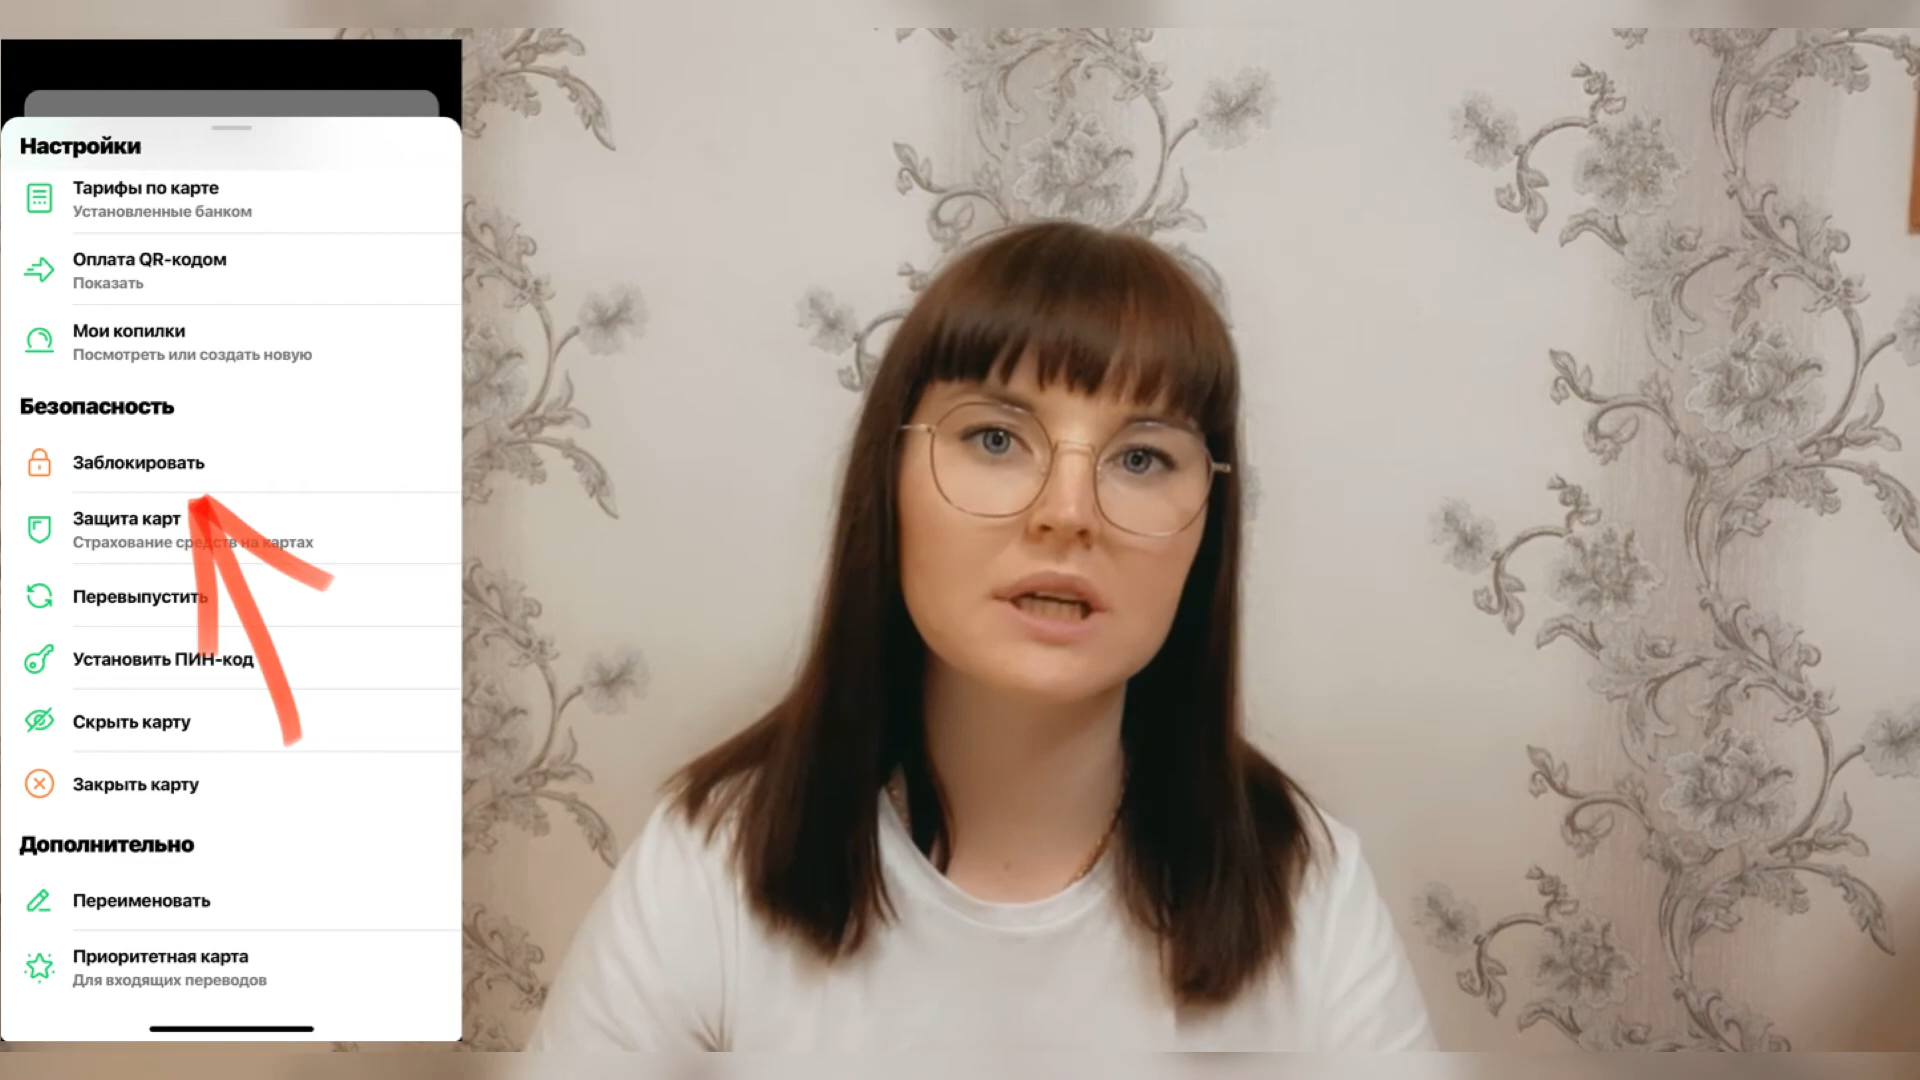 Настройки
Тарифы по карте
Установленные банком
Оплата QR-кодом
Показать
Мои копилки
Посмотреть или создать новую
Безопасность
Заблокировать
Защита карт
Страхование средств на картах
Перевыпустить
Установить ПИН-код
Скрыть карту
Закрыть карту
Дополнительно
Переименовать
Приоритетная карта
Для входящих переводов